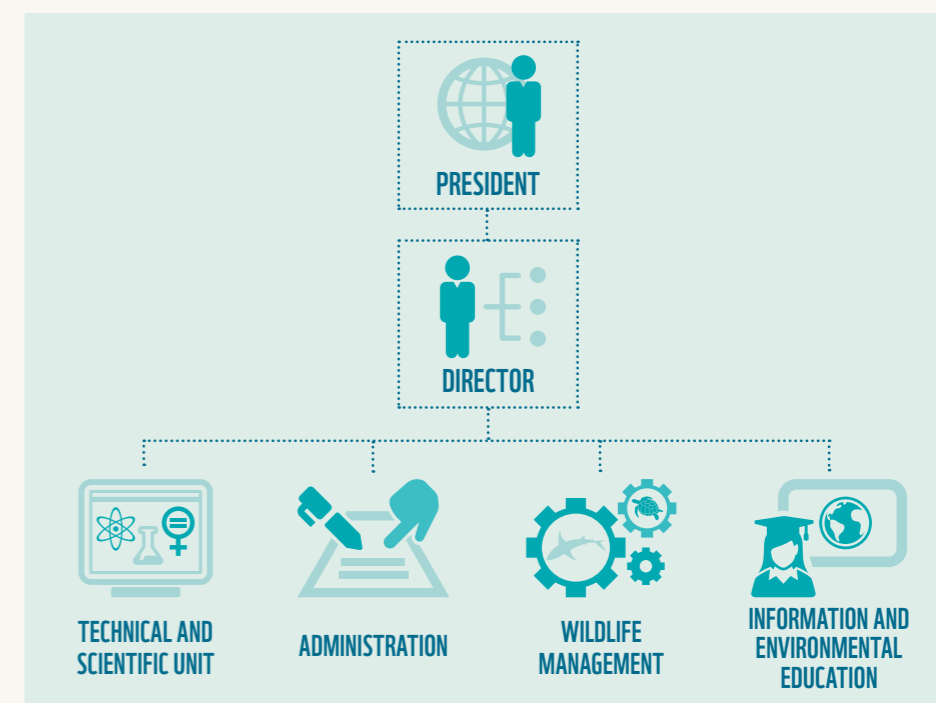 PRESIDENT
DIRECTOR
TECHNICAL AND
SCIENTIFIC UNIT
ADMINISTRATION
WILDLIFE
MANAGEMENT
INFORMATION AND
ENVIRONMENTAL
EDUCATION